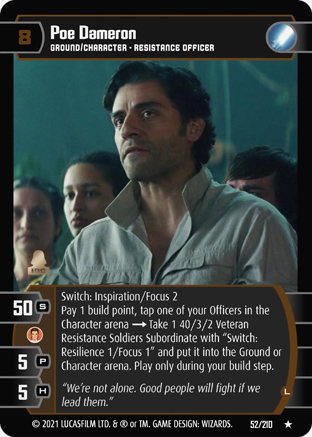 8
Poe Dameron
GROUND/CHARACTER - RESISTANCE OFFICER
50 S
5 P
5 H
Switch: Inspiration/Focus 2
Pay 1 build point, tap one of your Officers in the
Character arena → Take 1 40/3/2 Veteran
Resistance Soldiers Subordinate with “Switch:
Resilience 1/Focus 1” and put it into the Ground or
Character arena. Play only during your build step.
“We’re not alone. Good people will fight if we
lead them.”
L
© 2021 LUCASFILM LTD. & ® or TM. GAME DESIGN: WIZARDS.
52/210